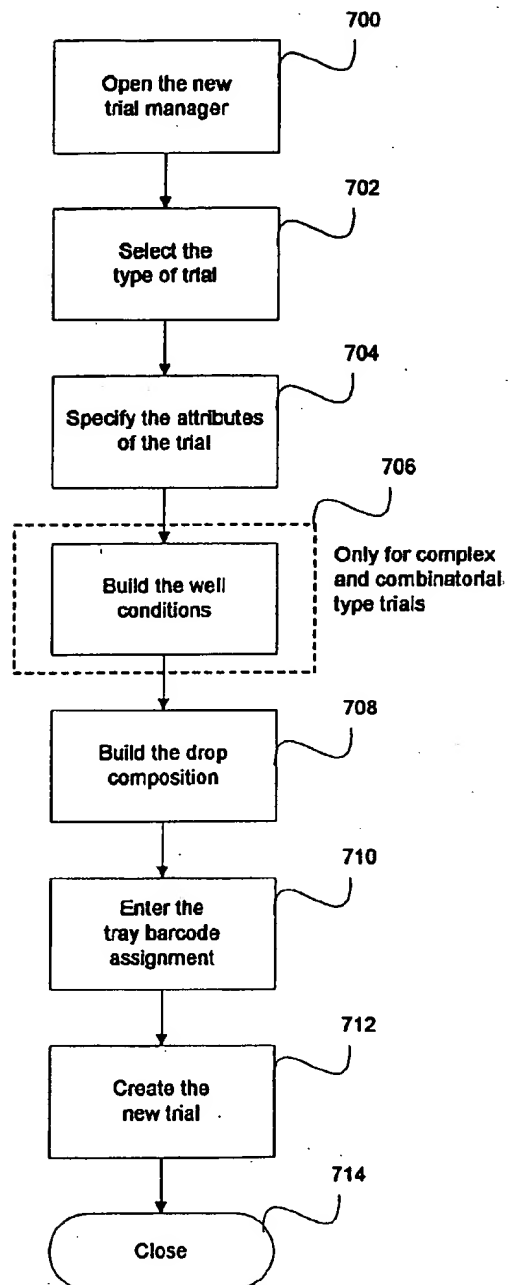 700
Open the new
trial manager
702
Select the
type of trial
704
Specify the attributes
of the trial
706
Only for complex
and combinatorial
type trials
Build the well
conditions
708
Build the drop
composition
710
Enter the
tray barcode
assignment
712
Create the
new trial
714
Close